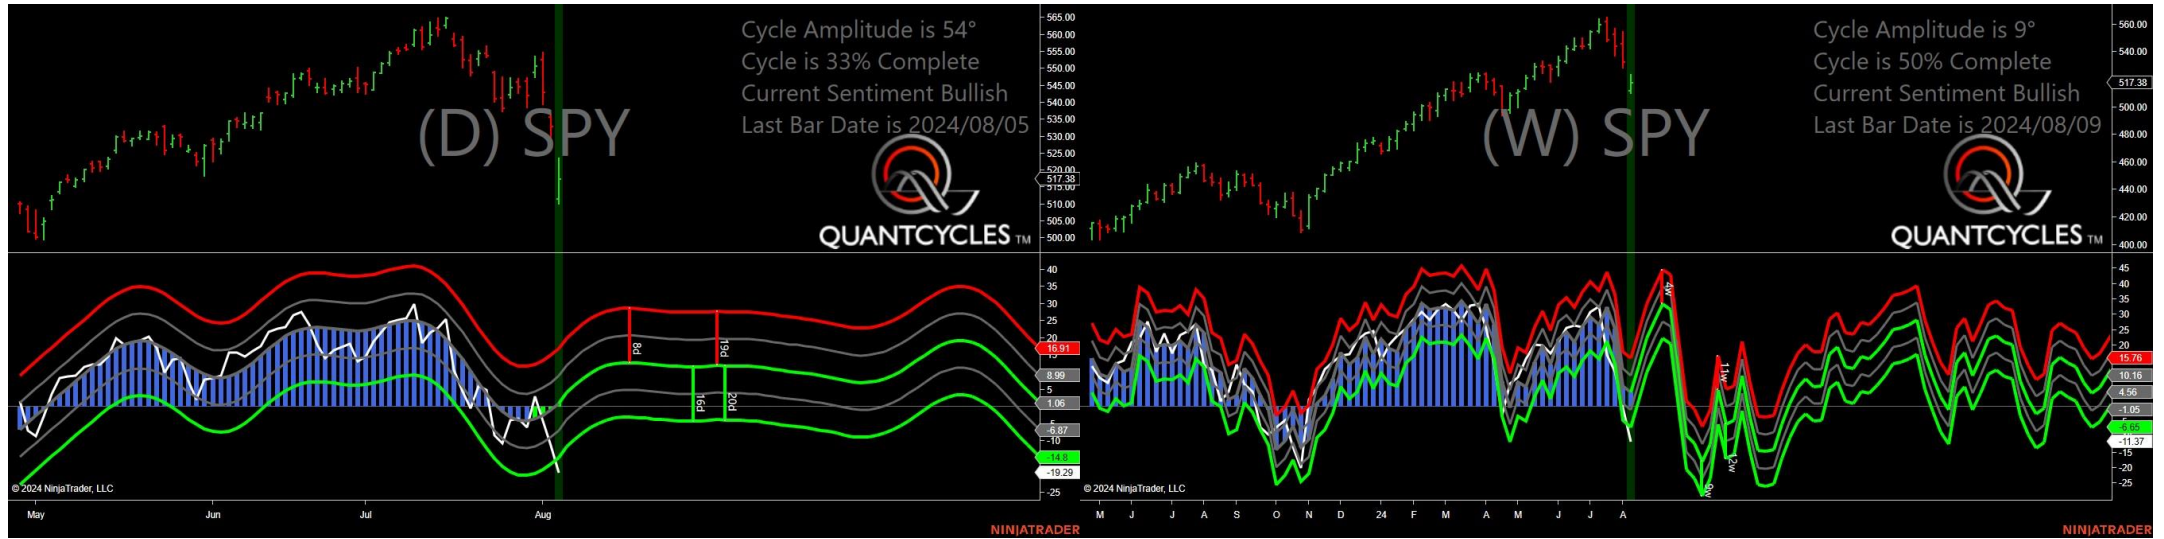 Cycle Amplitude is 54°
Cycle is 33% Complete
Current Sentiment Bullish
Last Bar Date is 2024/08/05
(D) SPY
QUANTCYCLES TM
565.00
560.00
555.00
550.00
545.00
540.00
535.00
530.00
525.00
520.00
517.38
515.00
510.00
505.00
500.00
40
35
30
25
20
16.91
15
8.99
5
1.06
-5
-6.87
-10
-14.8
-19.29
-25
8d
19d
16d
20d
© 2024 NinjaTrader, LLC
May
Jun
Jul
Aug
NINJATRADER
Cycle Amplitude is 9°
Cycle is 50% Complete
Current Sentiment Bullish
Last Bar Date is 2024/08/09
(W) SPY
QUANTCYCLES TM
560.00
540.00
517.38
500.00
480.00
460.00
440.00
420.00
400.00
45
40
35
30
25
20
15.76
10.16
4.56
-1.05
-6.65
-11.37
-15
-20
-25
4w
11w
12w
9w
© 2024 NinjaTrader, LLC
M J J A S O N D 24 F M A M J J A
NINJATRADER